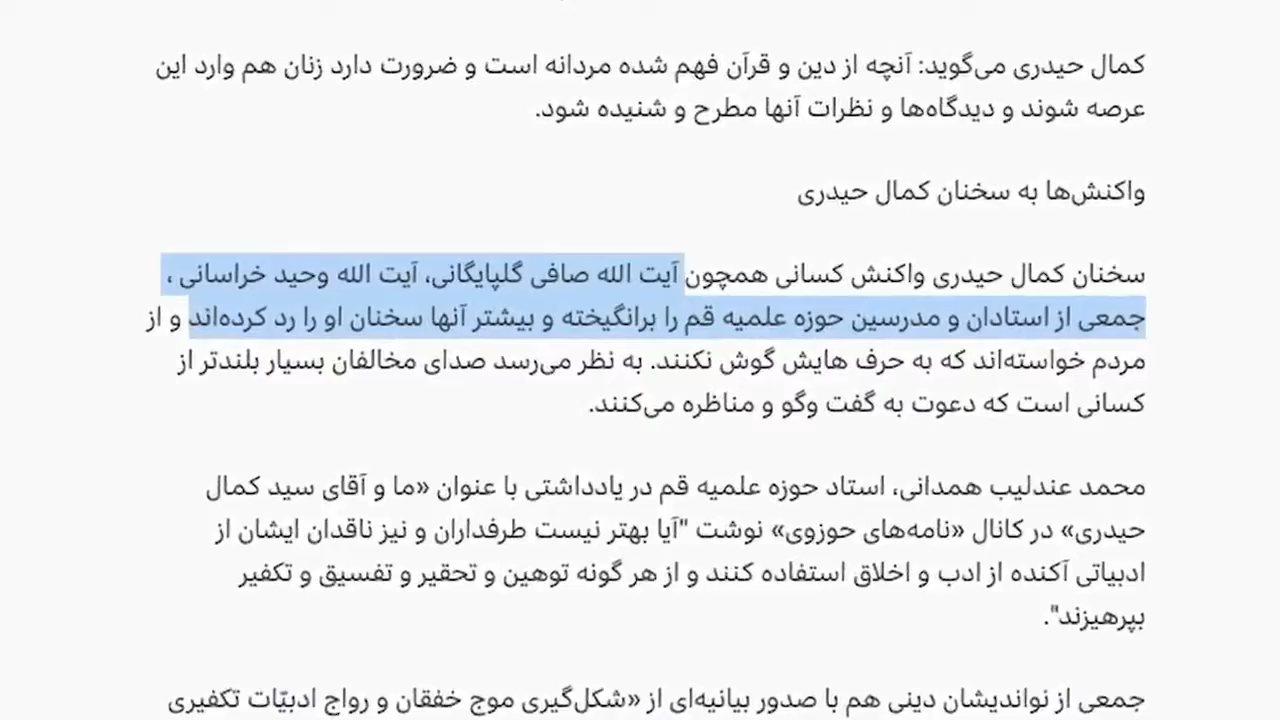 کمال حیدری می‌گوید: آنچه از دین و قرآن فهم شده مردانه است و ضرورت دارد زنان هم وارد این
عرصه شوند و دیدگاه‌ها و نظرات آنها مطرح و شنیده شود.
واکنش‌ها به سخنان کمال حیدری
سخنان کمال حیدری واکنش کسانی همچون آیت الله صافی گلپایگانی، آیت الله وحید خراسانی ،
جمعی از استادان و مدرسین حوزه علمیه قم را برانگیخته و بیشتر آنها سخنان او را رد کرده‌اند و از
مردم خواسته‌اند که به حرف هایش گوش نکنند. به نظر می‌رسد صدای مخالفان بسیار بلندتر از
کسانی است که دعوت به گفت وگو و مناظره می‌کنند.
محمد عندلیب همدانی، استاد حوزه علمیه قم در یادداشتی با عنوان «ما و آقای سید کمال
حیدری» در کانال «نامه‌های حوزوی» نوشت "آیا بهتر نیست طرفداران و نیز ناقدان ایشان از
ادبیاتی آکنده از ادب و اخلاق استفاده کنند و از هر گونه توهین و تحقیر و تفسیق و تکفیر
بپرهیزند".
جمعی از نواندیشان دینی هم با صدور بیانیه‌ای از «شکل‌گیری موج خفقان و رواج ادبیّات تکفیری